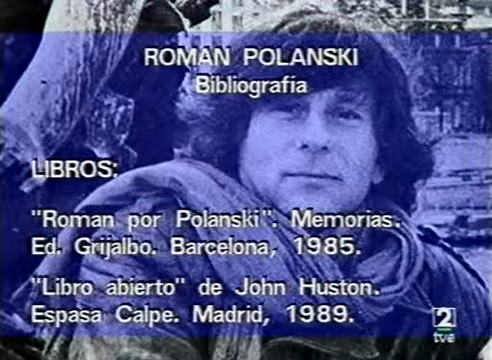 ROMAN POLANSKI
Bibliografía
LIBROS:
"Roman por Polanski". Memorias.
Ed. Grijalbo. Barcelona, 1985.
"Libro abierto" de John Huston.
Espasa Calpe. Madrid, 1989.
2
tve